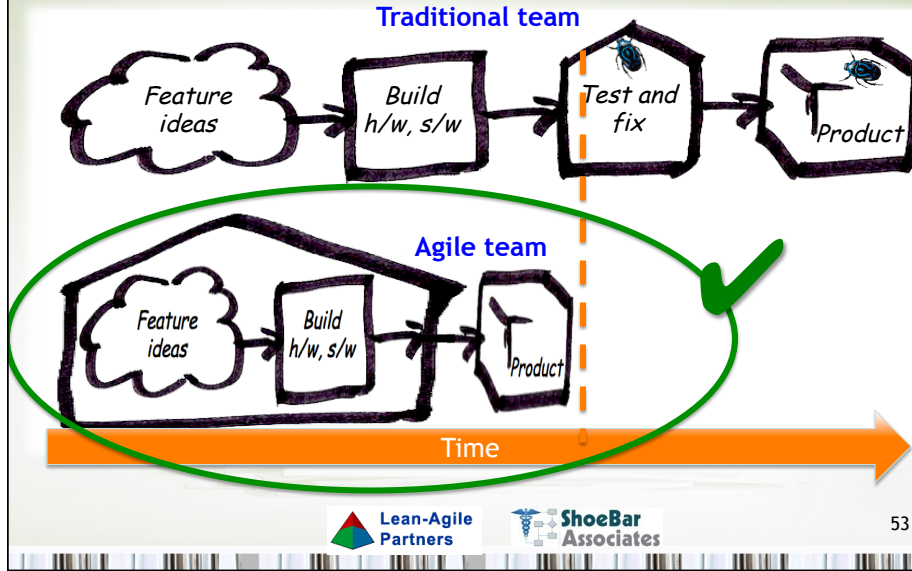 Traditional team
Feature
ideas
Build
h/w, s/w
Test and
fix
Product
Agile team
Feature
ideas
Build
h/w, s/w
Product
Time
Lean-Agile
Partners
ShoeBar
Associates
53